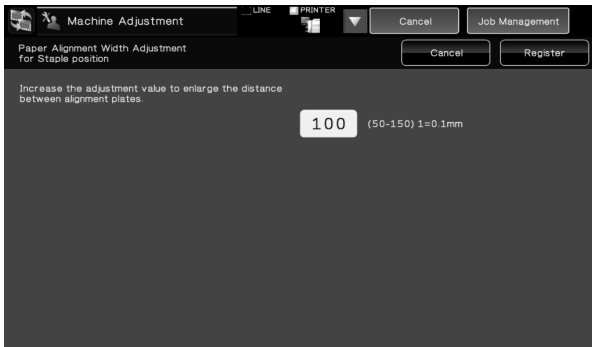 Machine Adjustment
LINE
PRINTER
Cancel
Job Management
Paper Alignment Width Adjustment
for Staple position
Cancel
Register
Increase the adjustment value to enlarge the distance
between alignment plates.
100
(50-150) 1=0.1mm